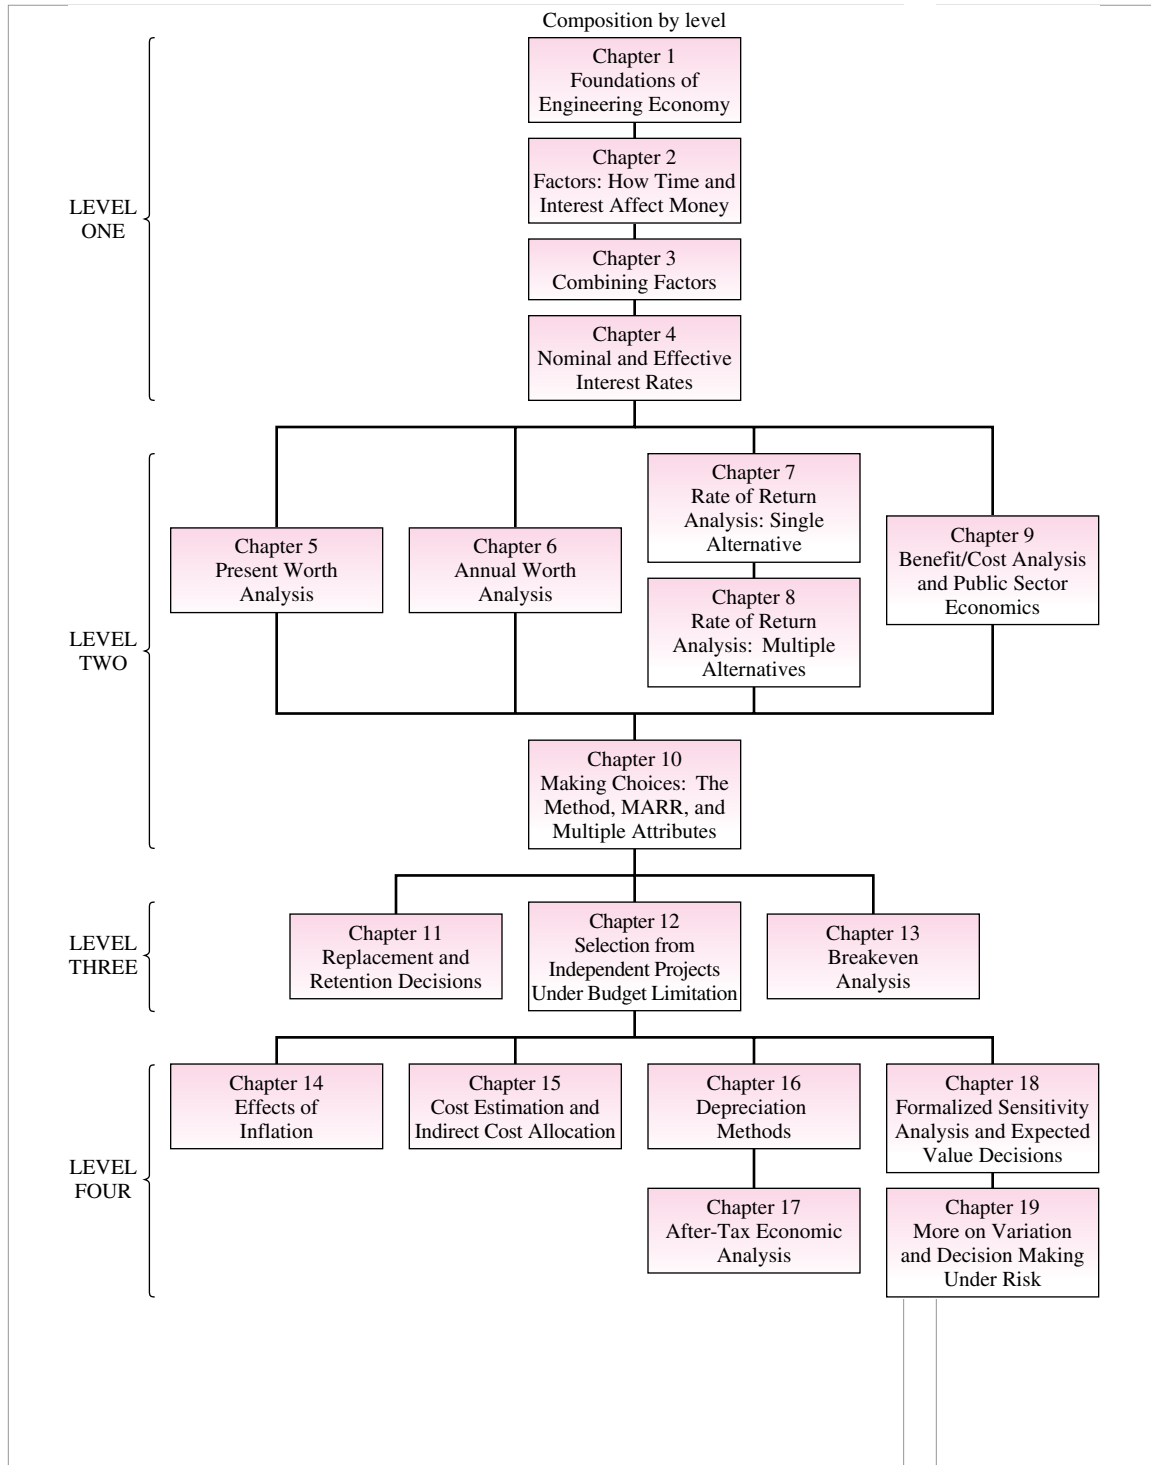 Composition by level
LEVEL
ONE
Chapter 1
Foundations of
Engineering Economy
Chapter 2
Factors: How Time and
Interest Affect Money
Chapter 3
Combining Factors
Chapter 4
Nominal and Effective
Interest Rates
LEVEL
TWO
Chapter 5
Present Worth
Analysis
Chapter 6
Annual Worth
Analysis
Chapter 7
Rate of Return
Analysis: Single
Alternative
Chapter 8
Rate of Return
Analysis: Multiple
Alternatives
Chapter 9
Benefit/Cost Analysis
and Public Sector
Economics
Chapter 10
Making Choices: The
Method, MARR, and
Multiple Attributes
LEVEL
THREE
Chapter 11
Replacement and
Retention Decisions
Chapter 12
Selection from
Independent Projects
Under Budget Limitation
Chapter 13
Breakeven
Analysis
LEVEL
FOUR
Chapter 14
Effects of
Inflation
Chapter 15
Cost Estimation and
Indirect Cost Allocation
Chapter 16
Depreciation
Methods
Chapter 17
After-Tax Economic
Analysis
Chapter 18
Formalized Sensitivity
Analysis and Expected
Value Decisions
Chapter 19
More on Variation
and Decision Making
Under Risk